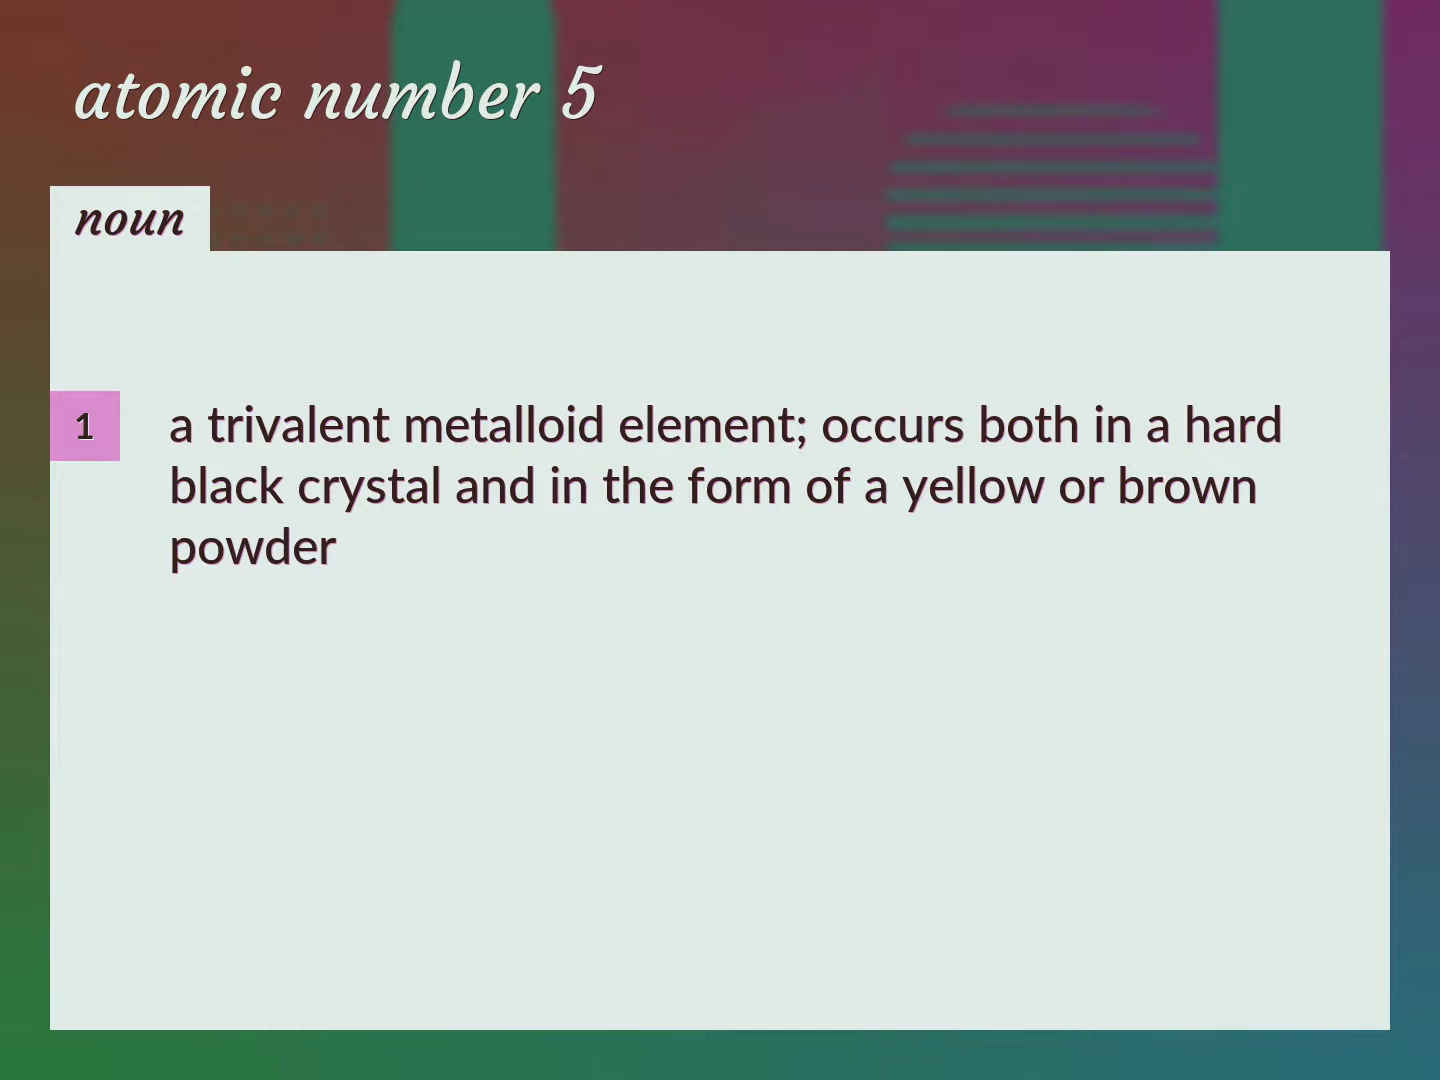 atomic number 5
noun
1
a trivalent metalloid element; occurs both in a hard
black crystal and in the form of a yellow or brown
powder